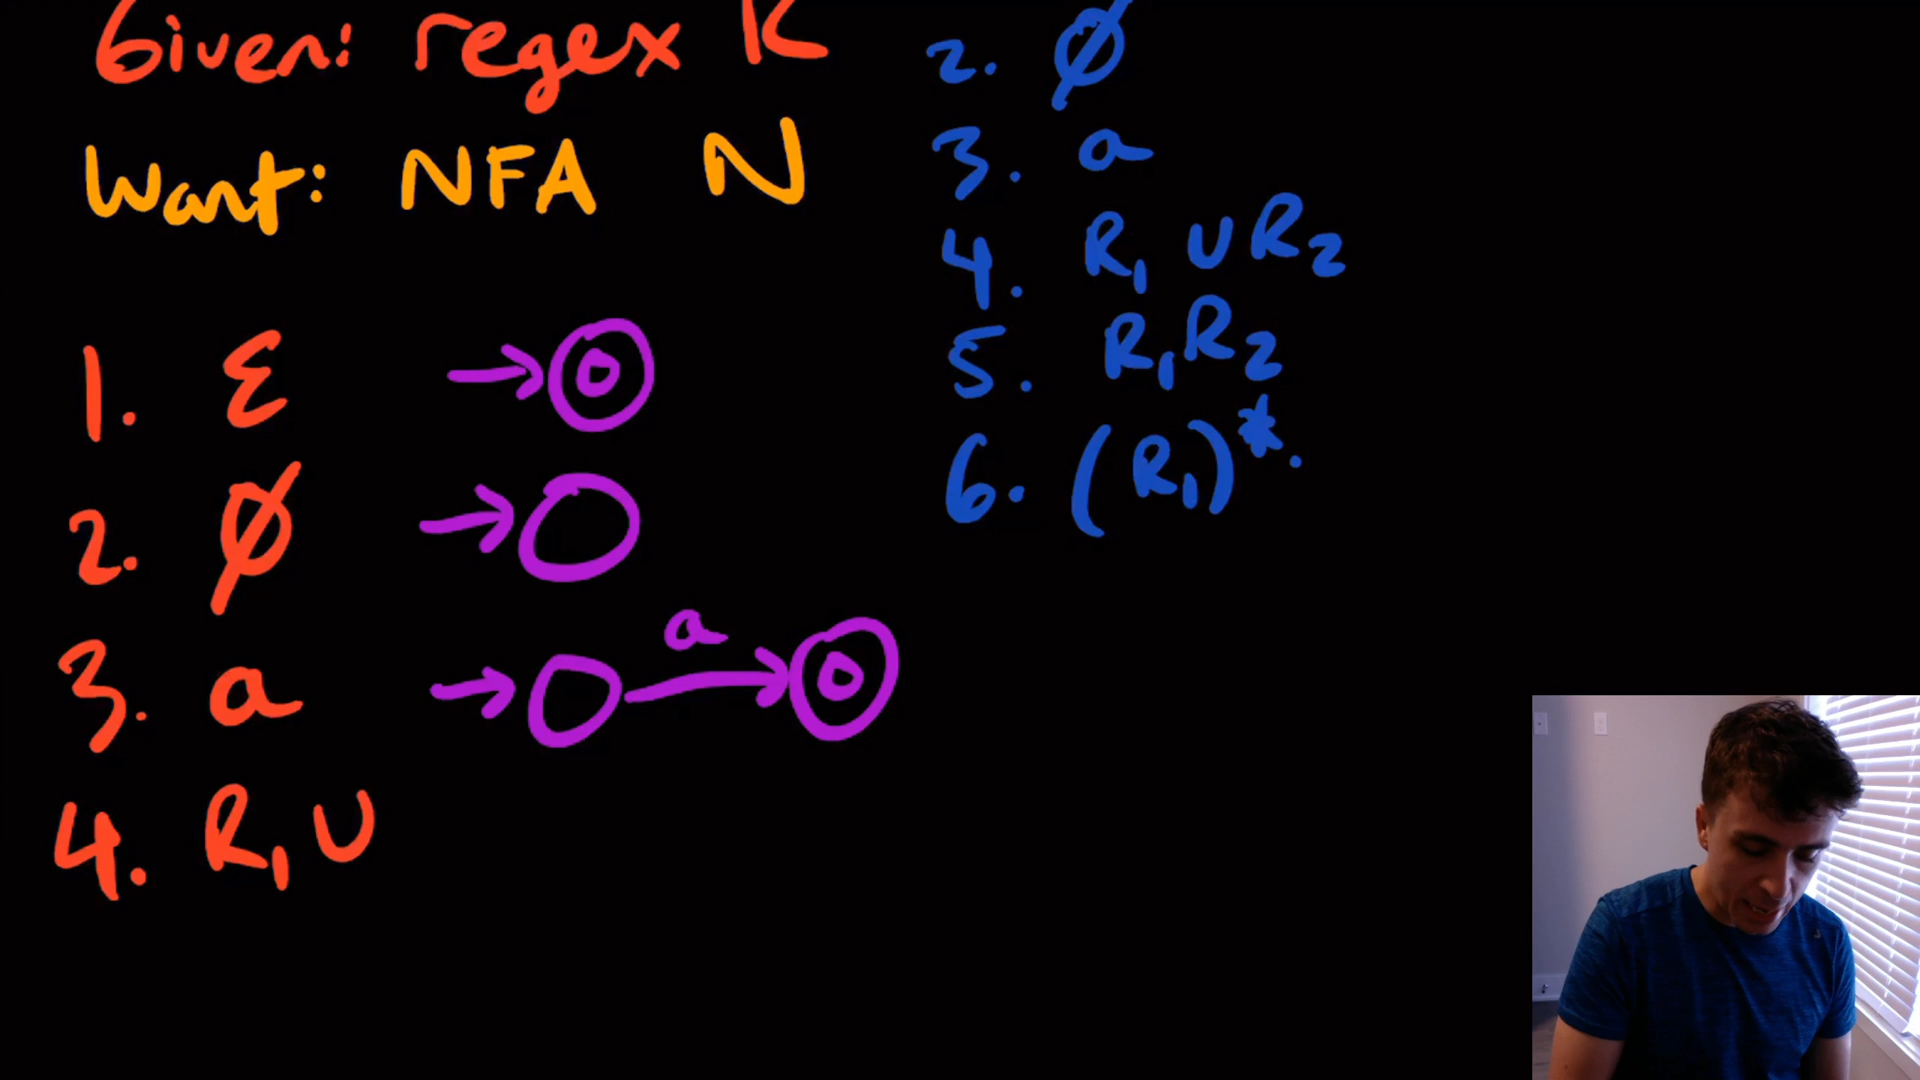 Given: regex R
Want: NFA N
1. ε
2. ∅
3. a
a
4. R₁ ∪
2. ∅
3. a
4. R₁ ∪ R₂
5. R₁R₂
6. (R₁)*.